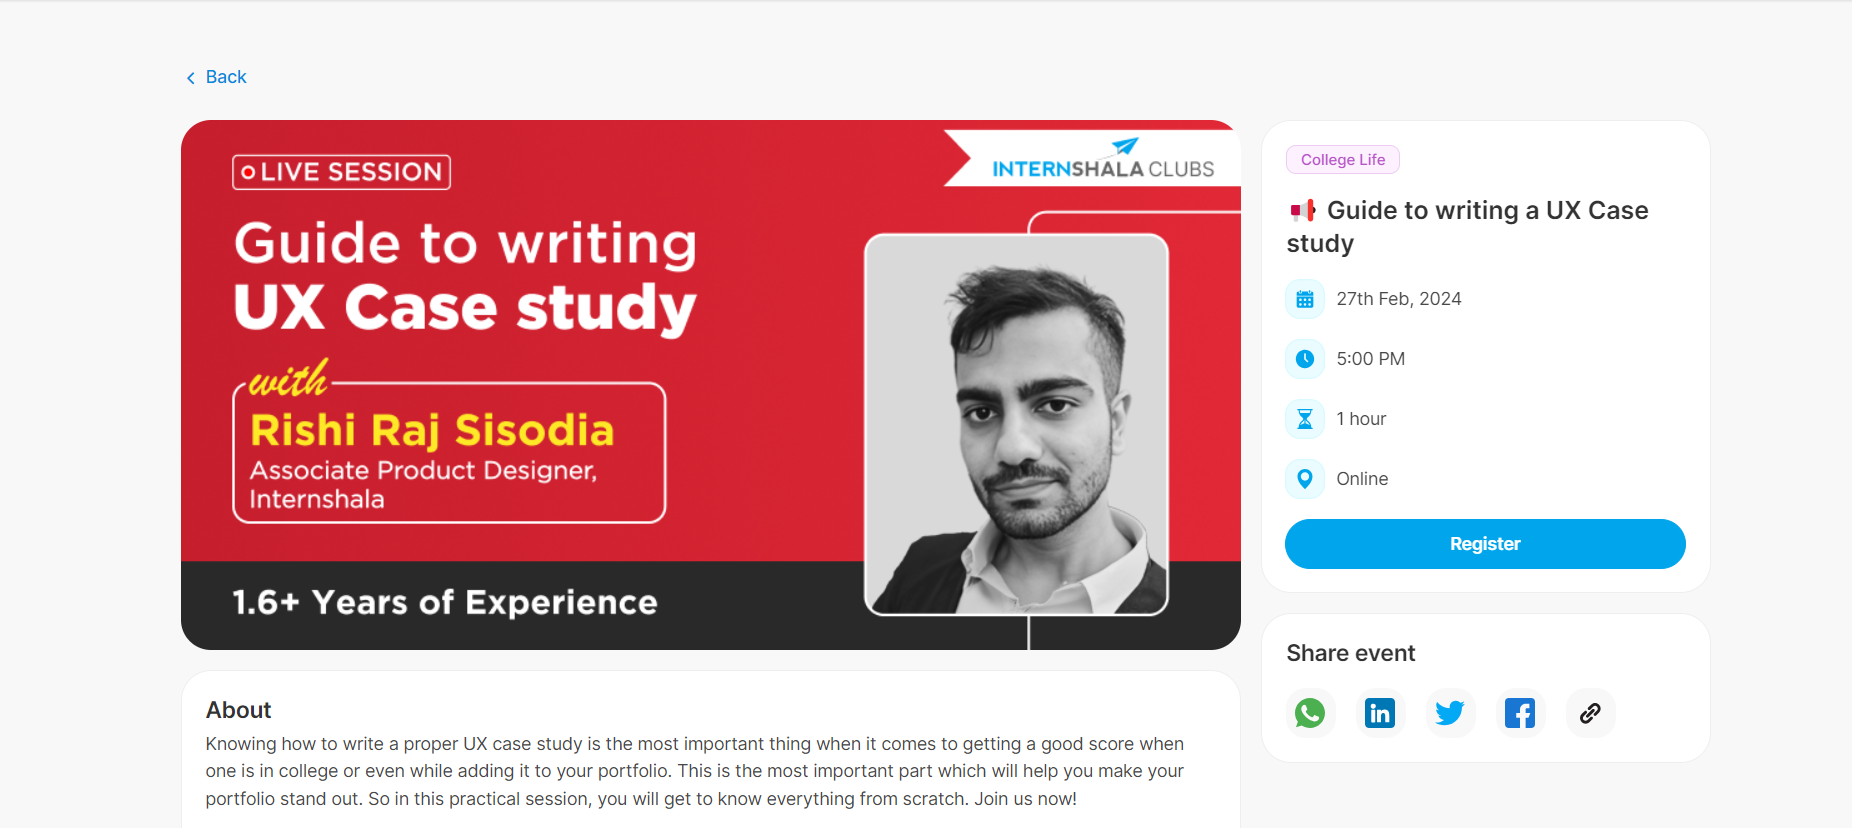 Back
LIVE SESSION
INTERNSHALA CLUBS
Guide to writing
UX Case study
with
Rishi Raj Sisodia
Associate Product Designer,
Internshala
1.6+ Years of Experience
About
Knowing how to write a proper UX case study is the most important thing when it comes to getting a good score when
one is in college or even while adding it to your portfolio. This is the most important part which will help you make your
portfolio stand out. So in this practical session, you will get to know everything from scratch. Join us now!
College Life
Guide to writing a UX Case
study
27th Feb, 2024
5:00 PM
1 hour
Online
Register
Share event